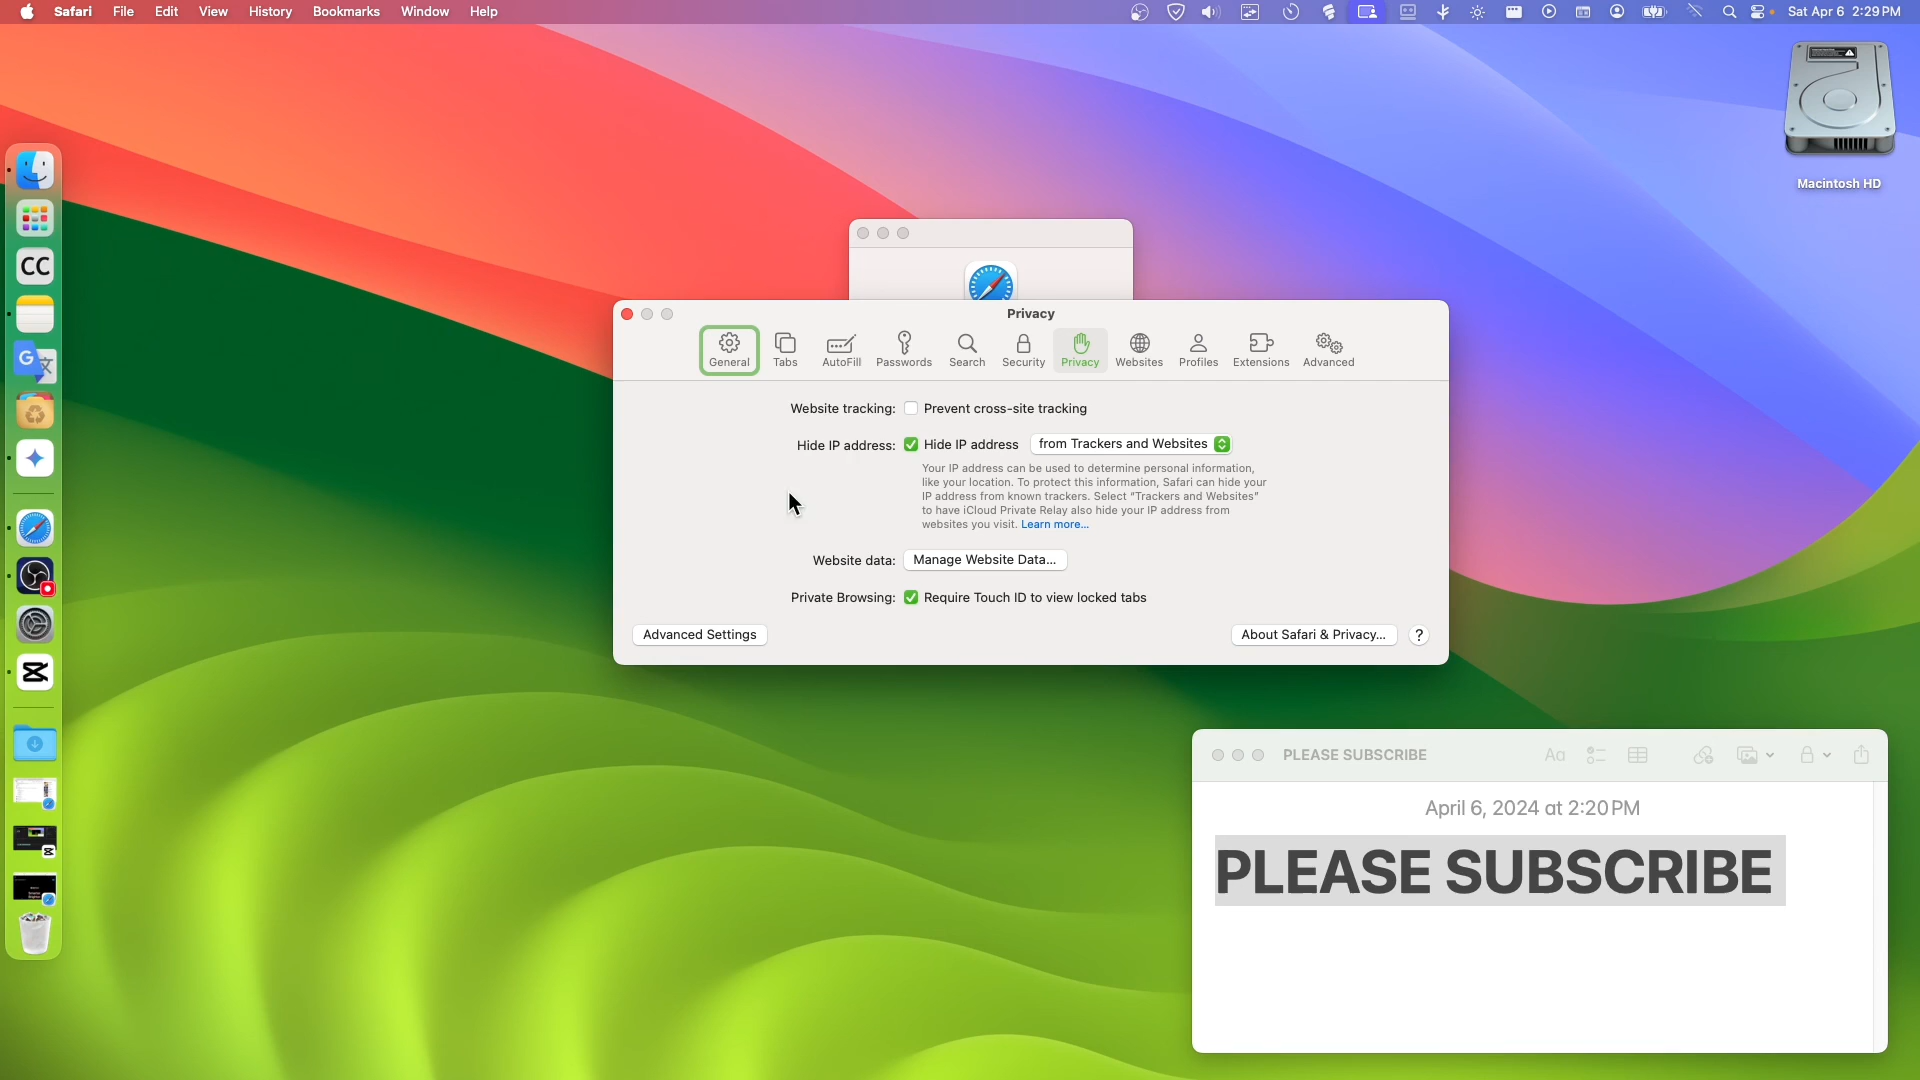 Safari File Edit View History Bookmarks Window Help Sat Apr 6 2:29 PM
Macintosh HD
CC
Privacy
General Tabs AutoFill Passwords Search Security Privacy Websites Profiles Extensions Advanced
Website tracking: Prevent cross-site tracking
Hide IP address: Hide IP address from Trackers and Websites
Your IP address can be used to determine personal information,
like your location. To protect this information, Safari can hide your
IP address from known trackers. Select “Trackers and Websites”
to have iCloud Private Relay also hide your IP address from
websites you visit. Learn more...
Website data: Manage Website Data...
Private Browsing: Require Touch ID to view locked tabs
Advanced Settings About Safari & Privacy... ?
PLEASE SUBSCRIBE Aa
April 6, 2024 at 2:20 PM
PLEASE SUBSCRIBE